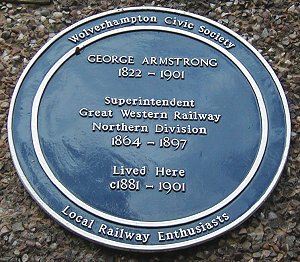 Wolverhampton Civic Society
GEORGE ARMSTRONG
1822 – 1901
Superintendent
Great Western Railway
Northern Division
1864 – 1897
Lived Here
c1881 – 1901
Local Railway Enthusiasts